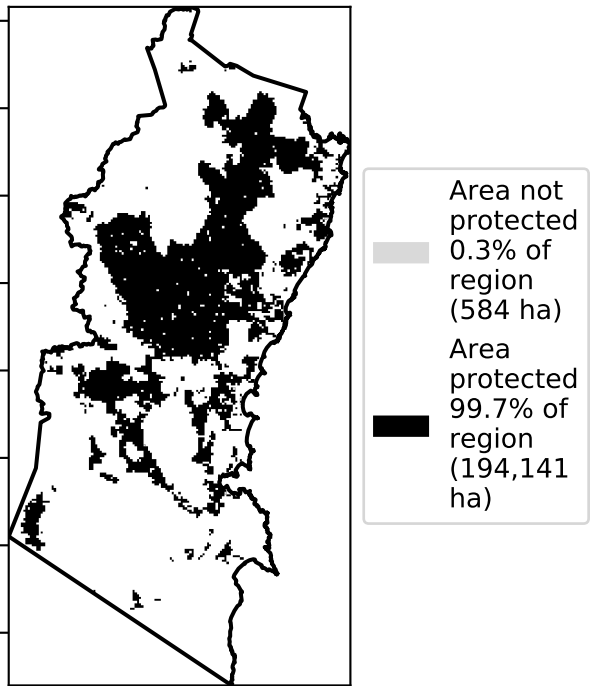 Area not
protected
0.3% of
region
(584 ha)
Area
protected
99.7% of
region
(194,141
ha)